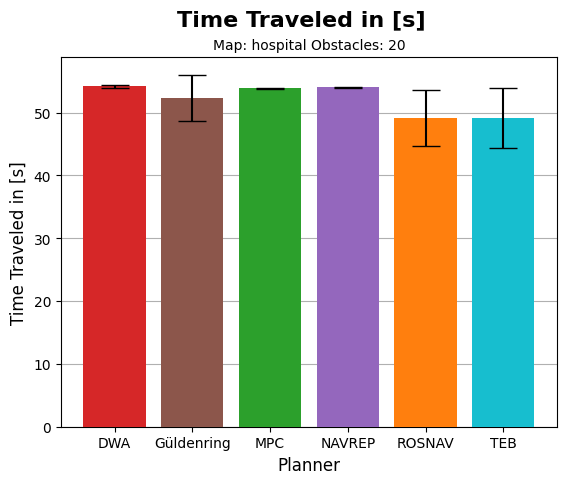 Time Traveled in [s]
Map: hospital Obstacles: 20
Time Traveled in [s]
50
40
30
20
10
0
DWA Güldenring MPC NAVREP ROSNAV TEB
Planner